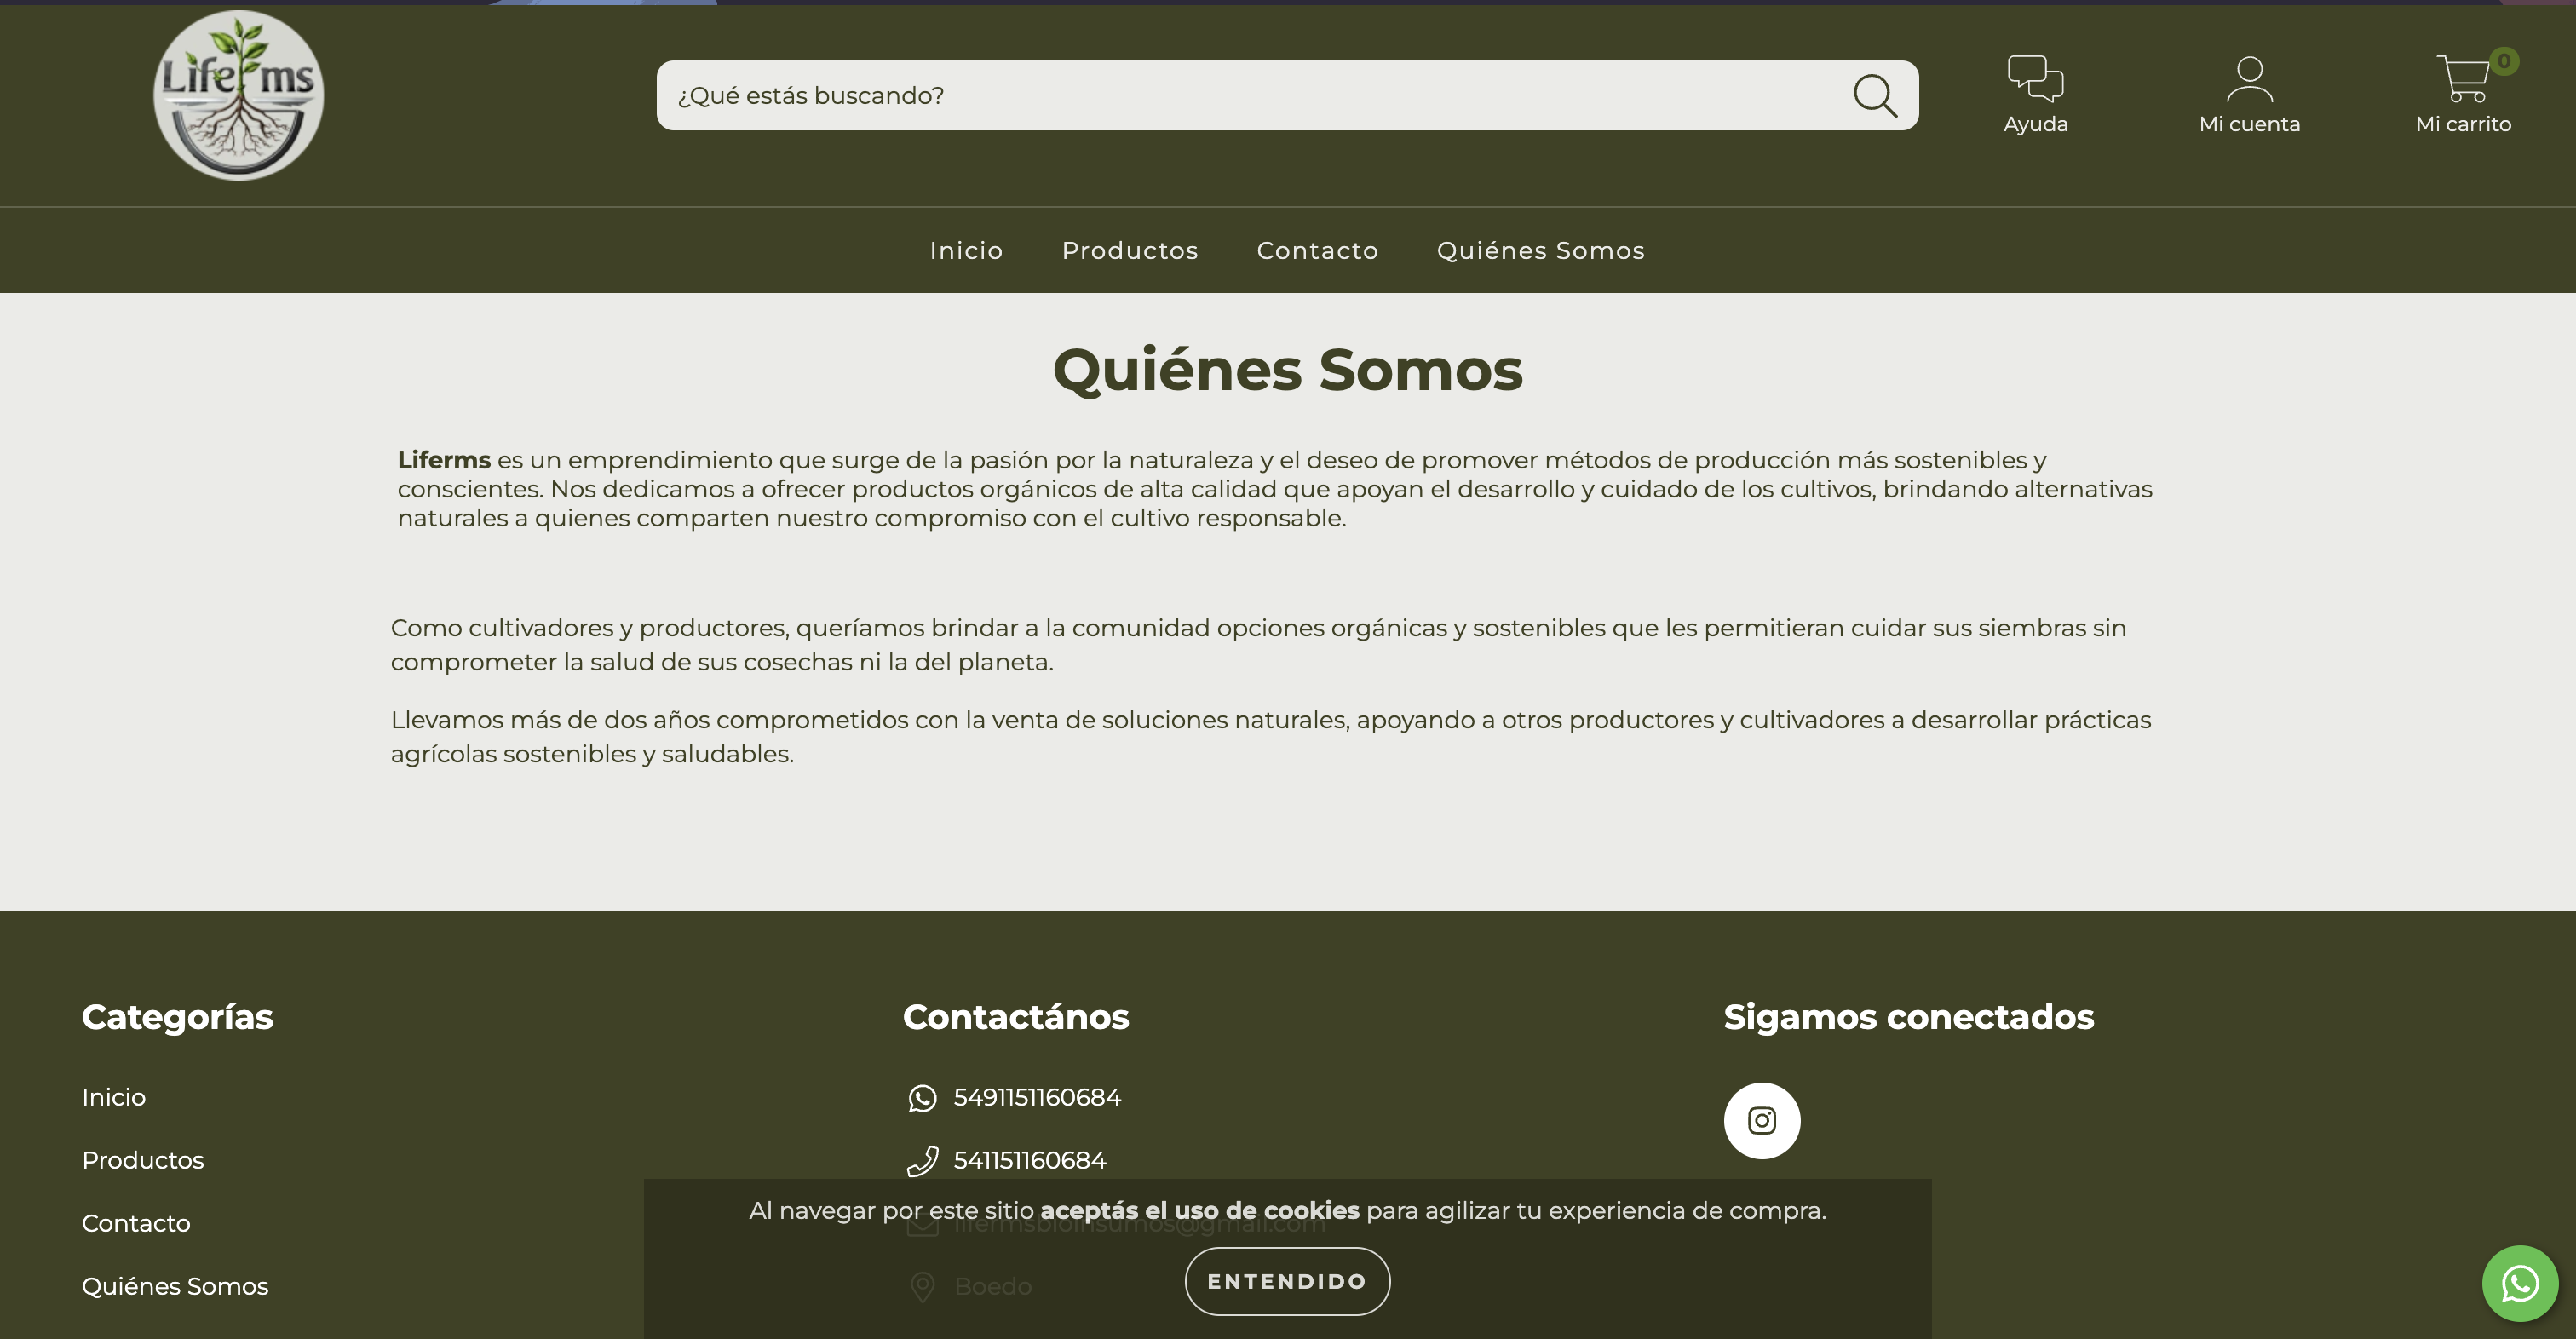 Liferms
¿Qué estás buscando?
Ayuda
Mi cuenta
0
Mi carrito
Inicio
Productos
Contacto
Quiénes Somos
Quiénes Somos
Liferms es un emprendimiento que surge de la pasión por la naturaleza y el deseo de promover métodos de producción más sostenibles y
conscientes. Nos dedicamos a ofrecer productos orgánicos de alta calidad que apoyan el desarrollo y cuidado de los cultivos, brindando alternativas
naturales a quienes comparten nuestro compromiso con el cultivo responsable.
Como cultivadores y productores, queríamos brindar a la comunidad opciones orgánicas y sostenibles que les permitieran cuidar sus siembras sin
comprometer la salud de sus cosechas ni la del planeta.
Llevamos más de dos años comprometidos con la venta de soluciones naturales, apoyando a otros productores y cultivadores a desarrollar prácticas
agrícolas sostenibles y saludables.
Categorías
Inicio
Productos
Contacto
Quiénes Somos
Contactános
5491151160684
541151160684
lifermsbioinsumos@gmail.com
Boedo
Sigamos conectados
Al navegar por este sitio aceptás el uso de cookies para agilizar tu experiencia de compra.
ENTENDIDO